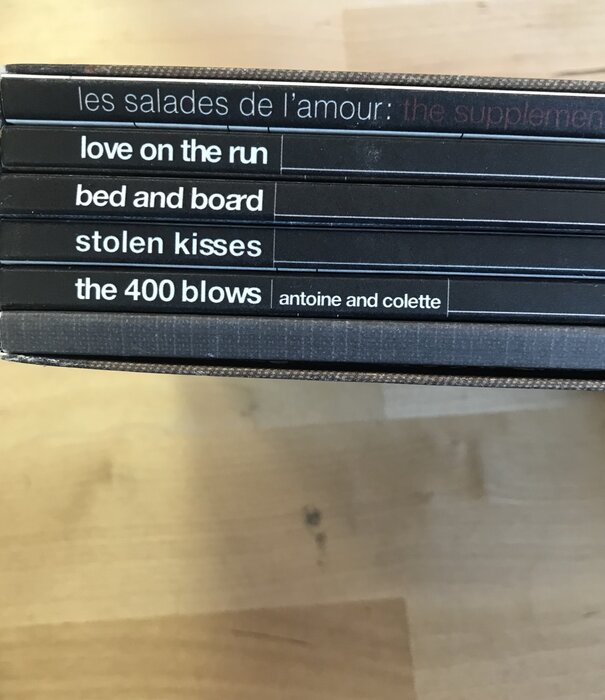 les salades de l'amour: the supplemen
love on the run
bed and board
stolen kisses
the 400 blows antoine and colette